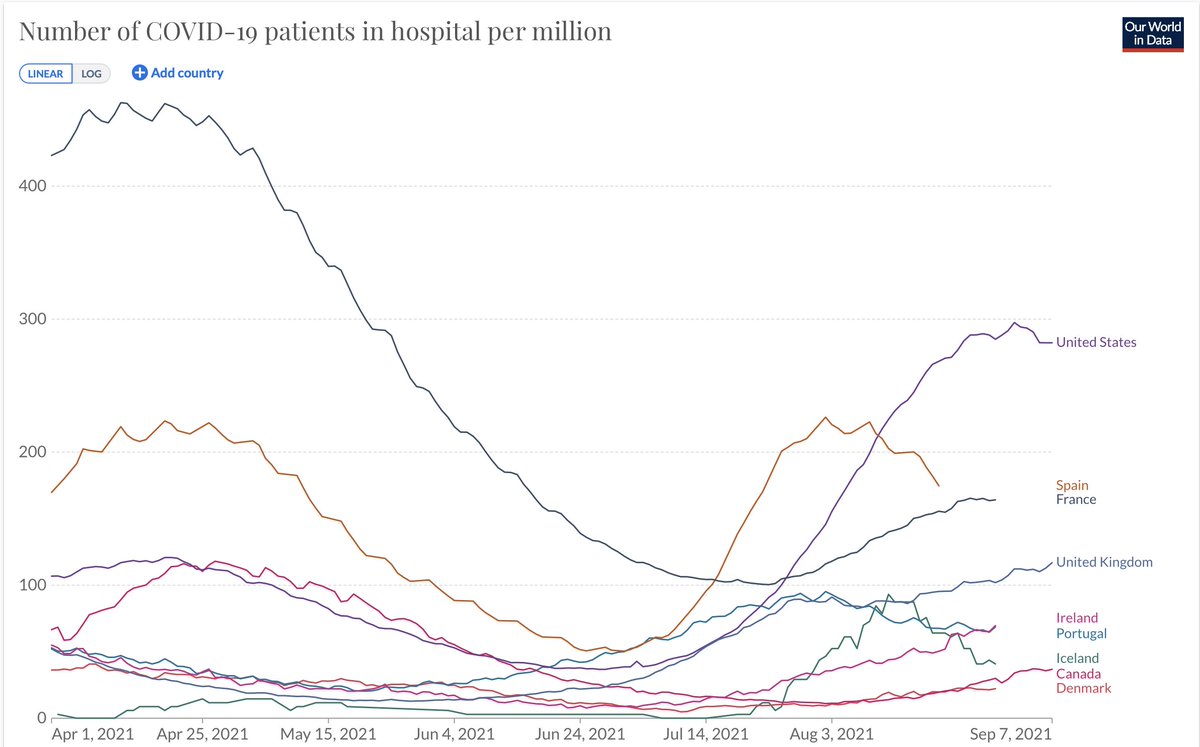 Number of COVID-19 patients in hospital per million
Our World
in Data
LINEAR
LOG
Add country
400
300
200
100
0
United States
Spain
France
United Kingdom
Ireland
Portugal
Iceland
Canada
Denmark
Apr 1, 2021
Apr 25, 2021
May 15, 2021
Jun 4, 2021
Jun 24, 2021
Jul 14, 2021
Aug 3, 2021
Sep 7, 2021